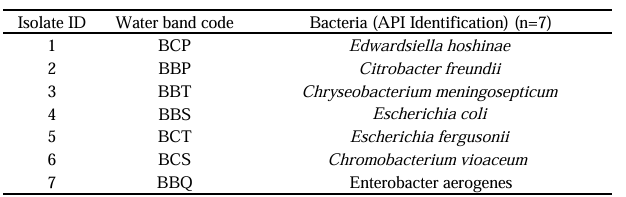 Isolate ID Water band code Bacteria (API Identification) (n=7)
1 BCP Edwardsiella hoshinae
2 BBP Citrobacter freundii
3 BBT Chryseobacterium meningosepticum
4 BBS Escherichia coli
5 BCT Escherichia fergusonii
6 BCS Chromobacterium vioaceum
7 BBQ Enterobacter aerogenes